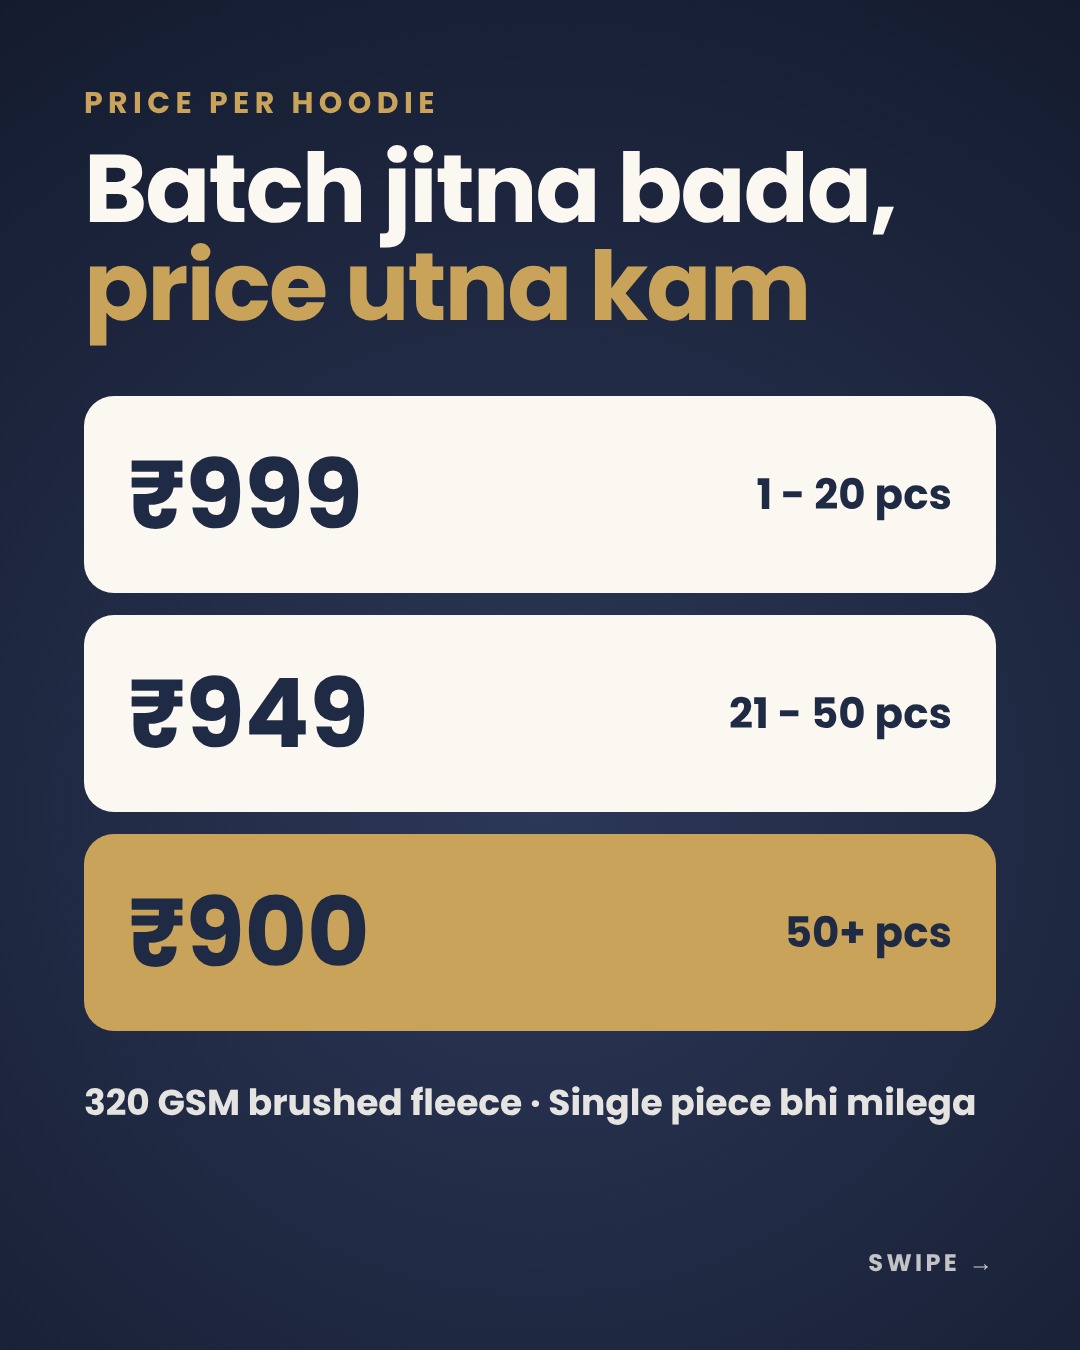 PRICE PER HOODIE
Batch jitna bada,
price utna kam
₹999
1 – 20 pcs
₹949
21 – 50 pcs
₹900
50+ pcs
320 GSM brushed fleece · Single piece bhi milega
SWIPE →